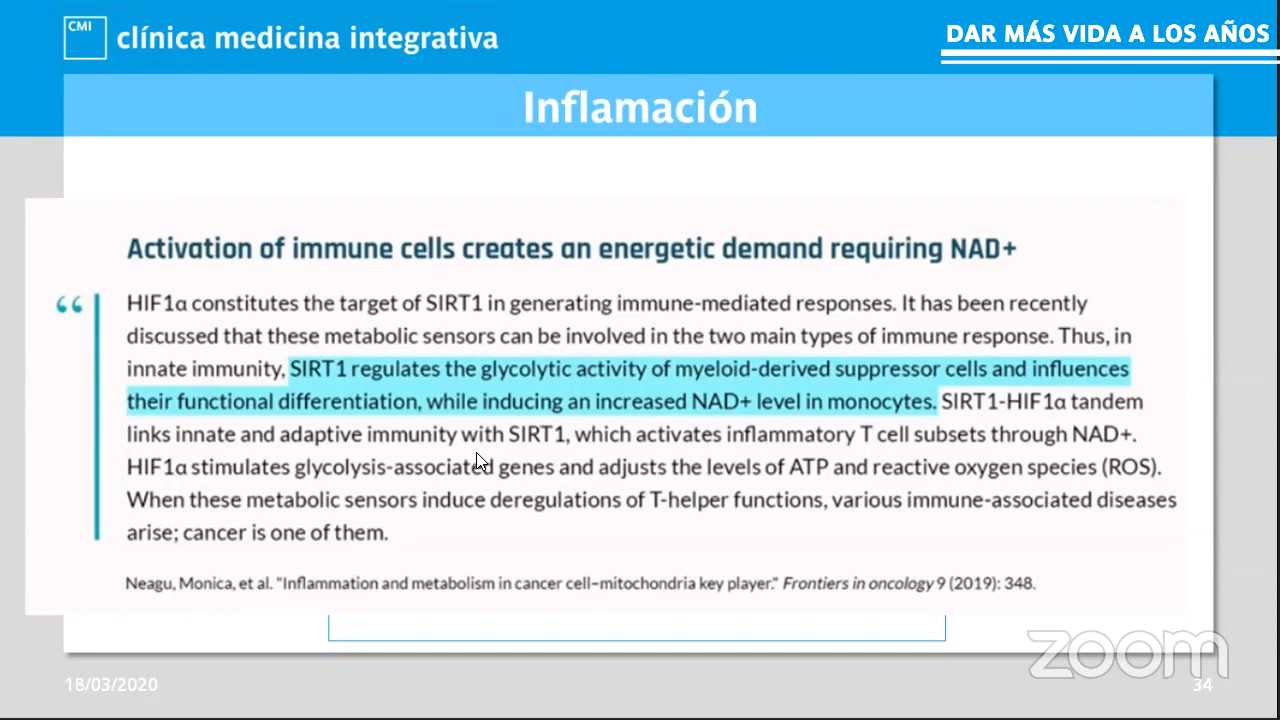 CMI
clínica medicina integrativa
DAR MÁS VIDA A LOS AÑOS
Inflamación
Activation of immune cells creates an energetic demand requiring NAD+
“
HIF1α constitutes the target of SIRT1 in generating immune-mediated responses. It has been recently
discussed that these metabolic sensors can be involved in the two main types of immune response. Thus, in
innate immunity, SIRT1 regulates the glycolytic activity of myeloid-derived suppressor cells and influences
their functional differentiation, while inducing an increased NAD+ level in monocytes. SIRT1-HIF1α tandem
links innate and adaptive immunity with SIRT1, which activates inflammatory T cell subsets through NAD+.
HIF1α stimulates glycolysis-associated genes and adjusts the levels of ATP and reactive oxygen species (ROS).
When these metabolic sensors induce deregulations of T-helper functions, various immune-associated diseases
arise; cancer is one of them.
Neagu, Monica, et al. "Inflammation and metabolism in cancer cell–mitochondria key player." Frontiers in oncology 9 (2019): 348.
zoom
18/03/2020
34